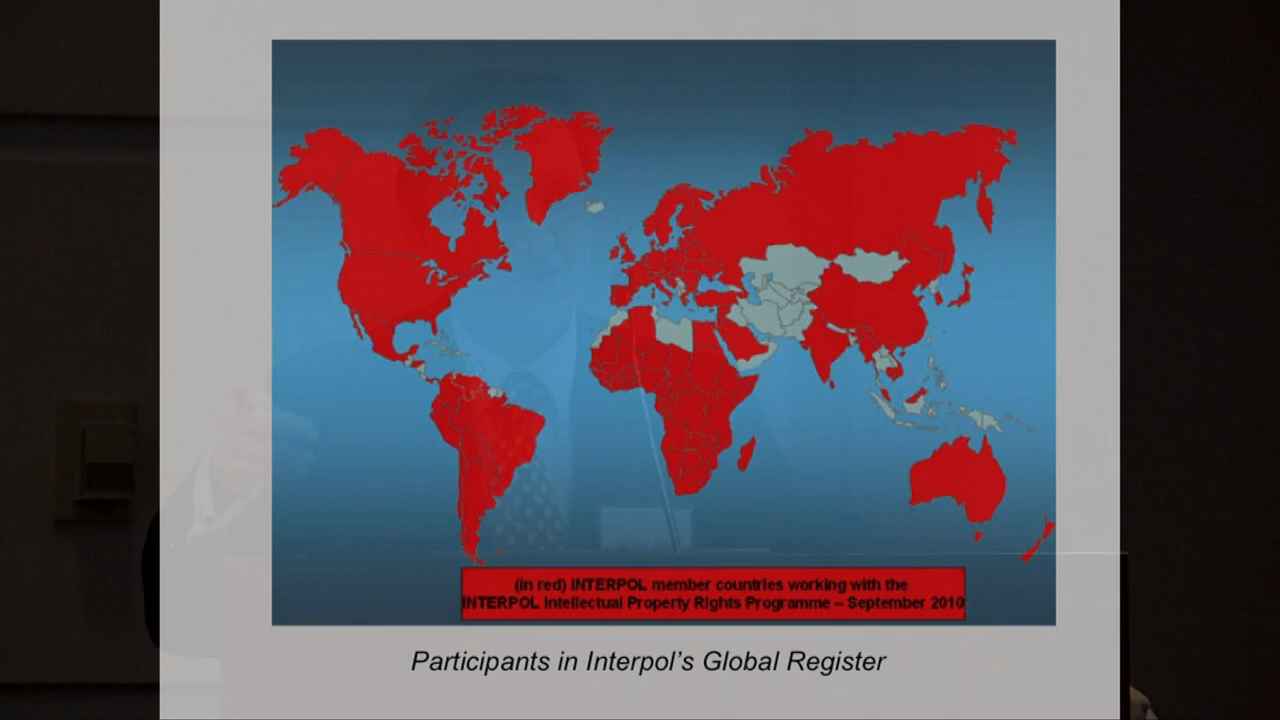 (in red) INTERPOL member countries working with the
INTERPOL Intellectual Property Rights Programme – September 2010
Participants in Interpol's Global Register